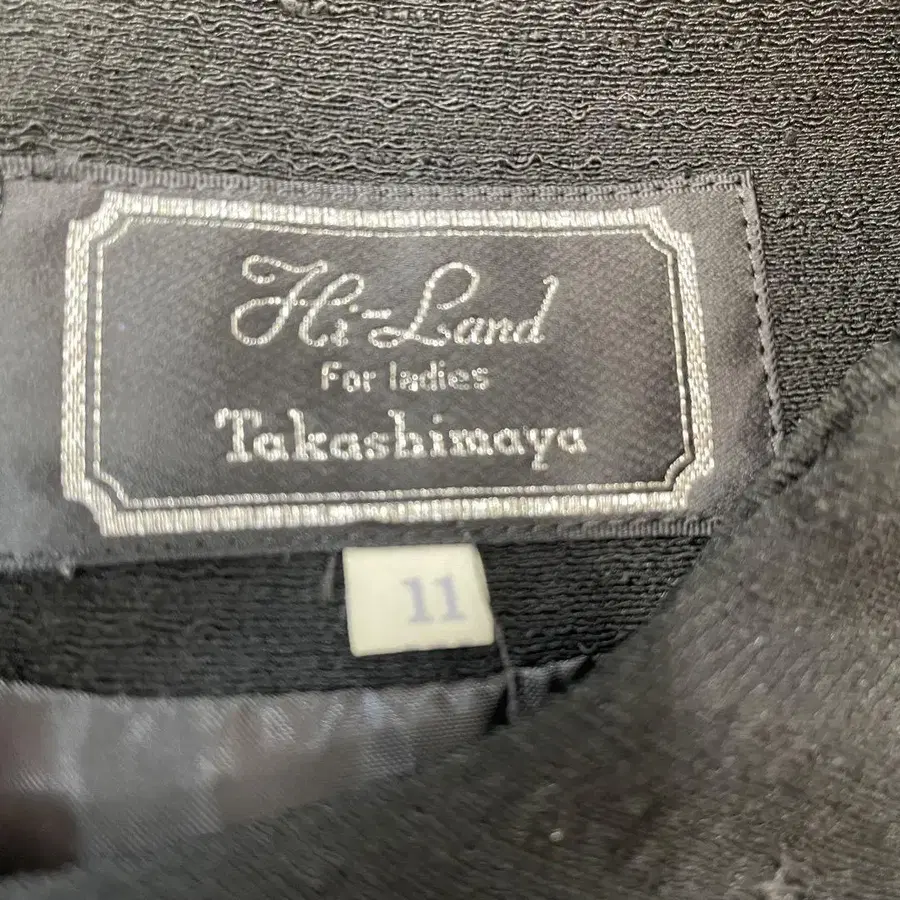 Hi-Land
For ladies
Takashimaya
11